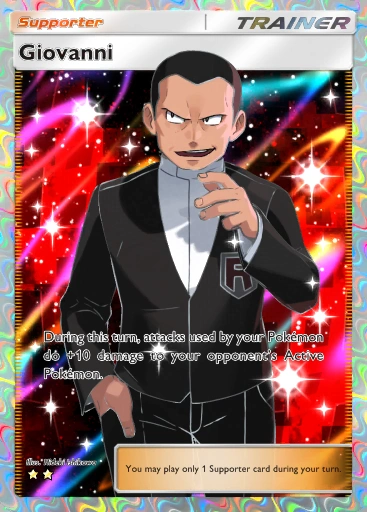 Supporter
TRAINER
Giovanni
R
During this turn, attacks used by your Pokémon
do +10 damage to your opponent's Active
Pokémon.
Illus.
You may play only 1 Supporter card during your turn.